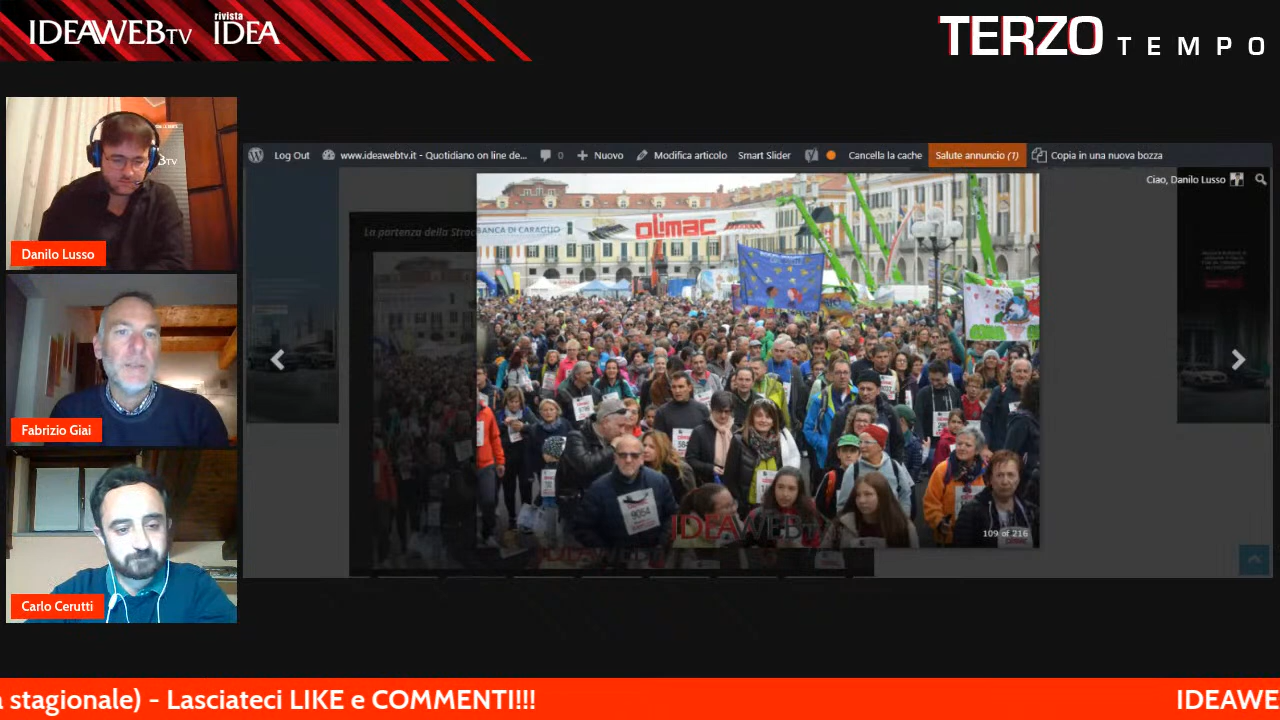 IDEAWEBTV
rivista
IDEA
TERZO TEMPO
Log Out
www.ideawebtv.it - Quotidiano on line de...
0
Nuovo
Modifica articolo
Smart Slider
Cancella la cache
Salute annuncio (1)
Copia in una nuova bozza
Ciao, Danilo Lusso
La partenza della Strac
BANCA DI CARAGLIO
olimac
9054
IDEAWEBTV
109 of 216
Danilo Lusso
Fabrizio Giai
Carlo Cerutti
stagionale) - Lasciateci LIKE e COMMENTI!!!
IDEAWE